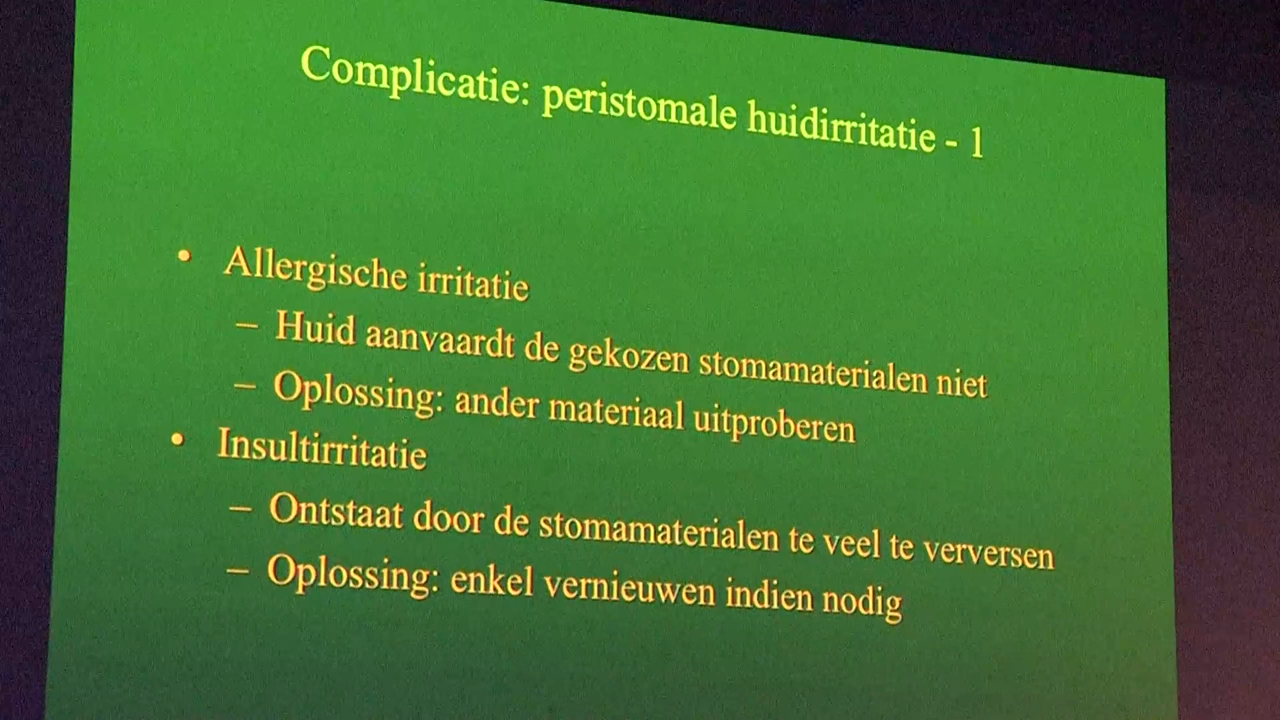 Complicatie: peristomale huidirritatie - 1
• Allergische irritatie
– Huid aanvaardt de gekozen stomamaterialen niet
– Oplossing: ander materiaal uitproberen
• Insultirritatie
– Ontstaat door de stomamaterialen te veel te verversen
– Oplossing: enkel vernieuwen indien nodig